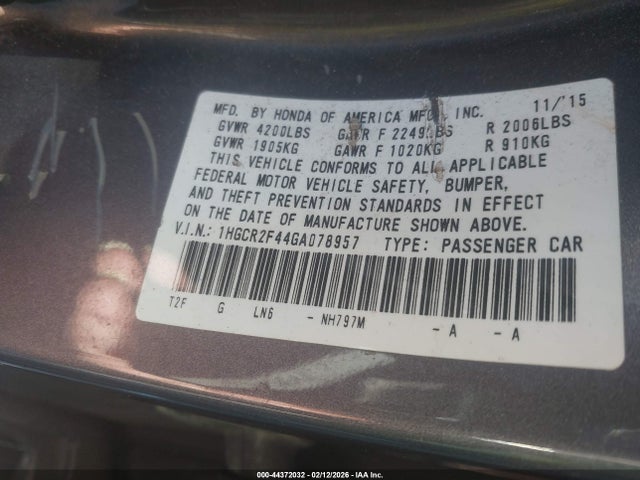 MFD. BY HONDA OF AMERICA MFG., INC. 11/'15
GVWR 4200LBS GAWR F 2249LBS R 2006LBS
GVWR 1905KG GAWR F 1020KG R 910KG
THIS VEHICLE CONFORMS TO ALL APPLICABLE
FEDERAL MOTOR VEHICLE SAFETY, BUMPER,
AND THEFT PREVENTION STANDARDS IN EFFECT
ON THE DATE OF MANUFACTURE SHOWN ABOVE.
V.I.N.: 1HGCR2F44GA078957 TYPE: PASSENGER CAR
T2F G LN6 - NH797M - A - A
000-44372032 - 02/12/2026 - IAA Inc.